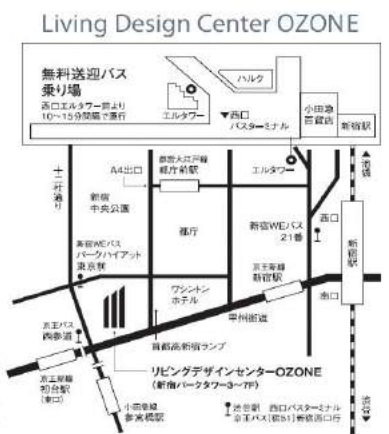 Living Design Center OZONE
無料送迎バス
乗り場
西口エルタワー前より
10〜15分間隔で運行
ハルク
エルタワー
▼西口
バスターミナル
小田急
百貨店
新宿駅
十二社通り
A4出口
都営大江戸線
都庁前駅
エルタワー
新宿
中央公園
都庁
新宿WEバス
21番
西口
新宿駅
新宿WEバス
パークハイアット
東京前
ワシントン
ホテル
京王新線
新宿駅
南口
甲州街道
京王バス
西参道
首都高新宿ランプ
リビングデザインセンターOZONE
(新宿パークタワー3〜7F)
京王新線
初台駅
(東口)
小田急線
参宮橋駅
渋谷駅 西口バスターミナル
京王バス(宿51)新宿西口行
渋谷